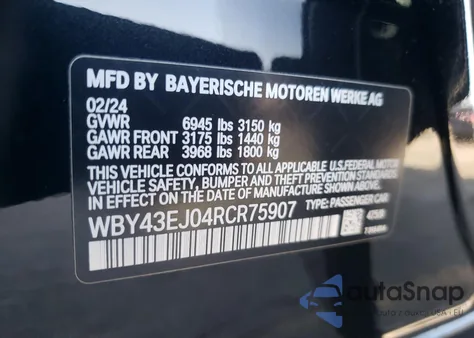 MFD BY BAYERISCHE MOTOREN WERKE AG
02/24
GVWR 6945 lbs 3150 kg
GAWR FRONT 3175 lbs 1440 kg
GAWR REAR 3968 lbs 1800 kg
THIS VEHICLE CONFORMS TO ALL APPLICABLE U.S.FEDERAL MOTOR
VEHICLE SAFETY, BUMPER AND THEFT PREVENTION STANDARDS
IN EFFECT ON THE DATE OF MANUFACTURE SHOWN ABOVE.
WBY43EJ04RCR75907 TYPE: PASSENGER CAR
autoSnap